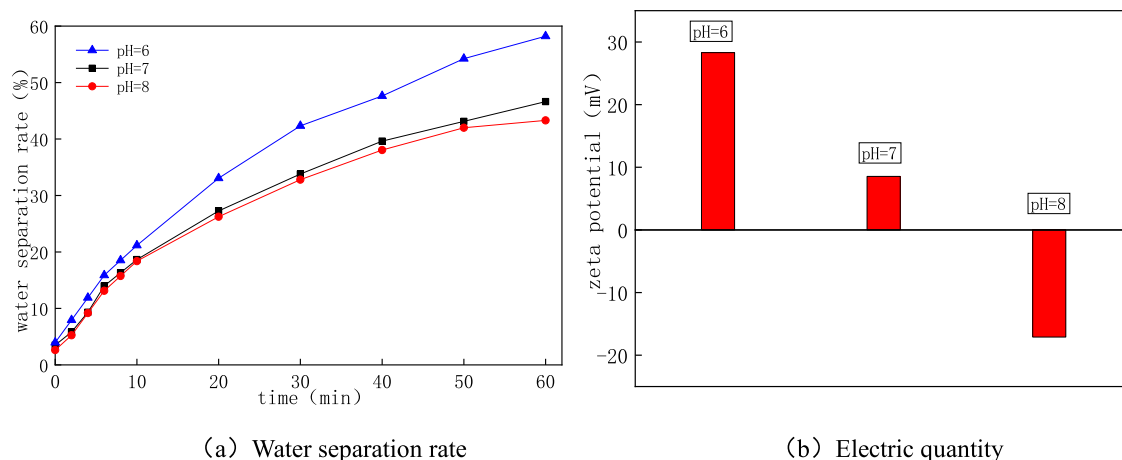 60
50
40
30
20
10
0
water separation rate (%)
pH=6
pH=7
pH=8
0 10 20 30 40 50 60
time (min)
(a) Water separation rate
30
20
10
0
−10
−20
zeta potential (mV)
pH=6
pH=7
pH=8
(b) Electric quantity